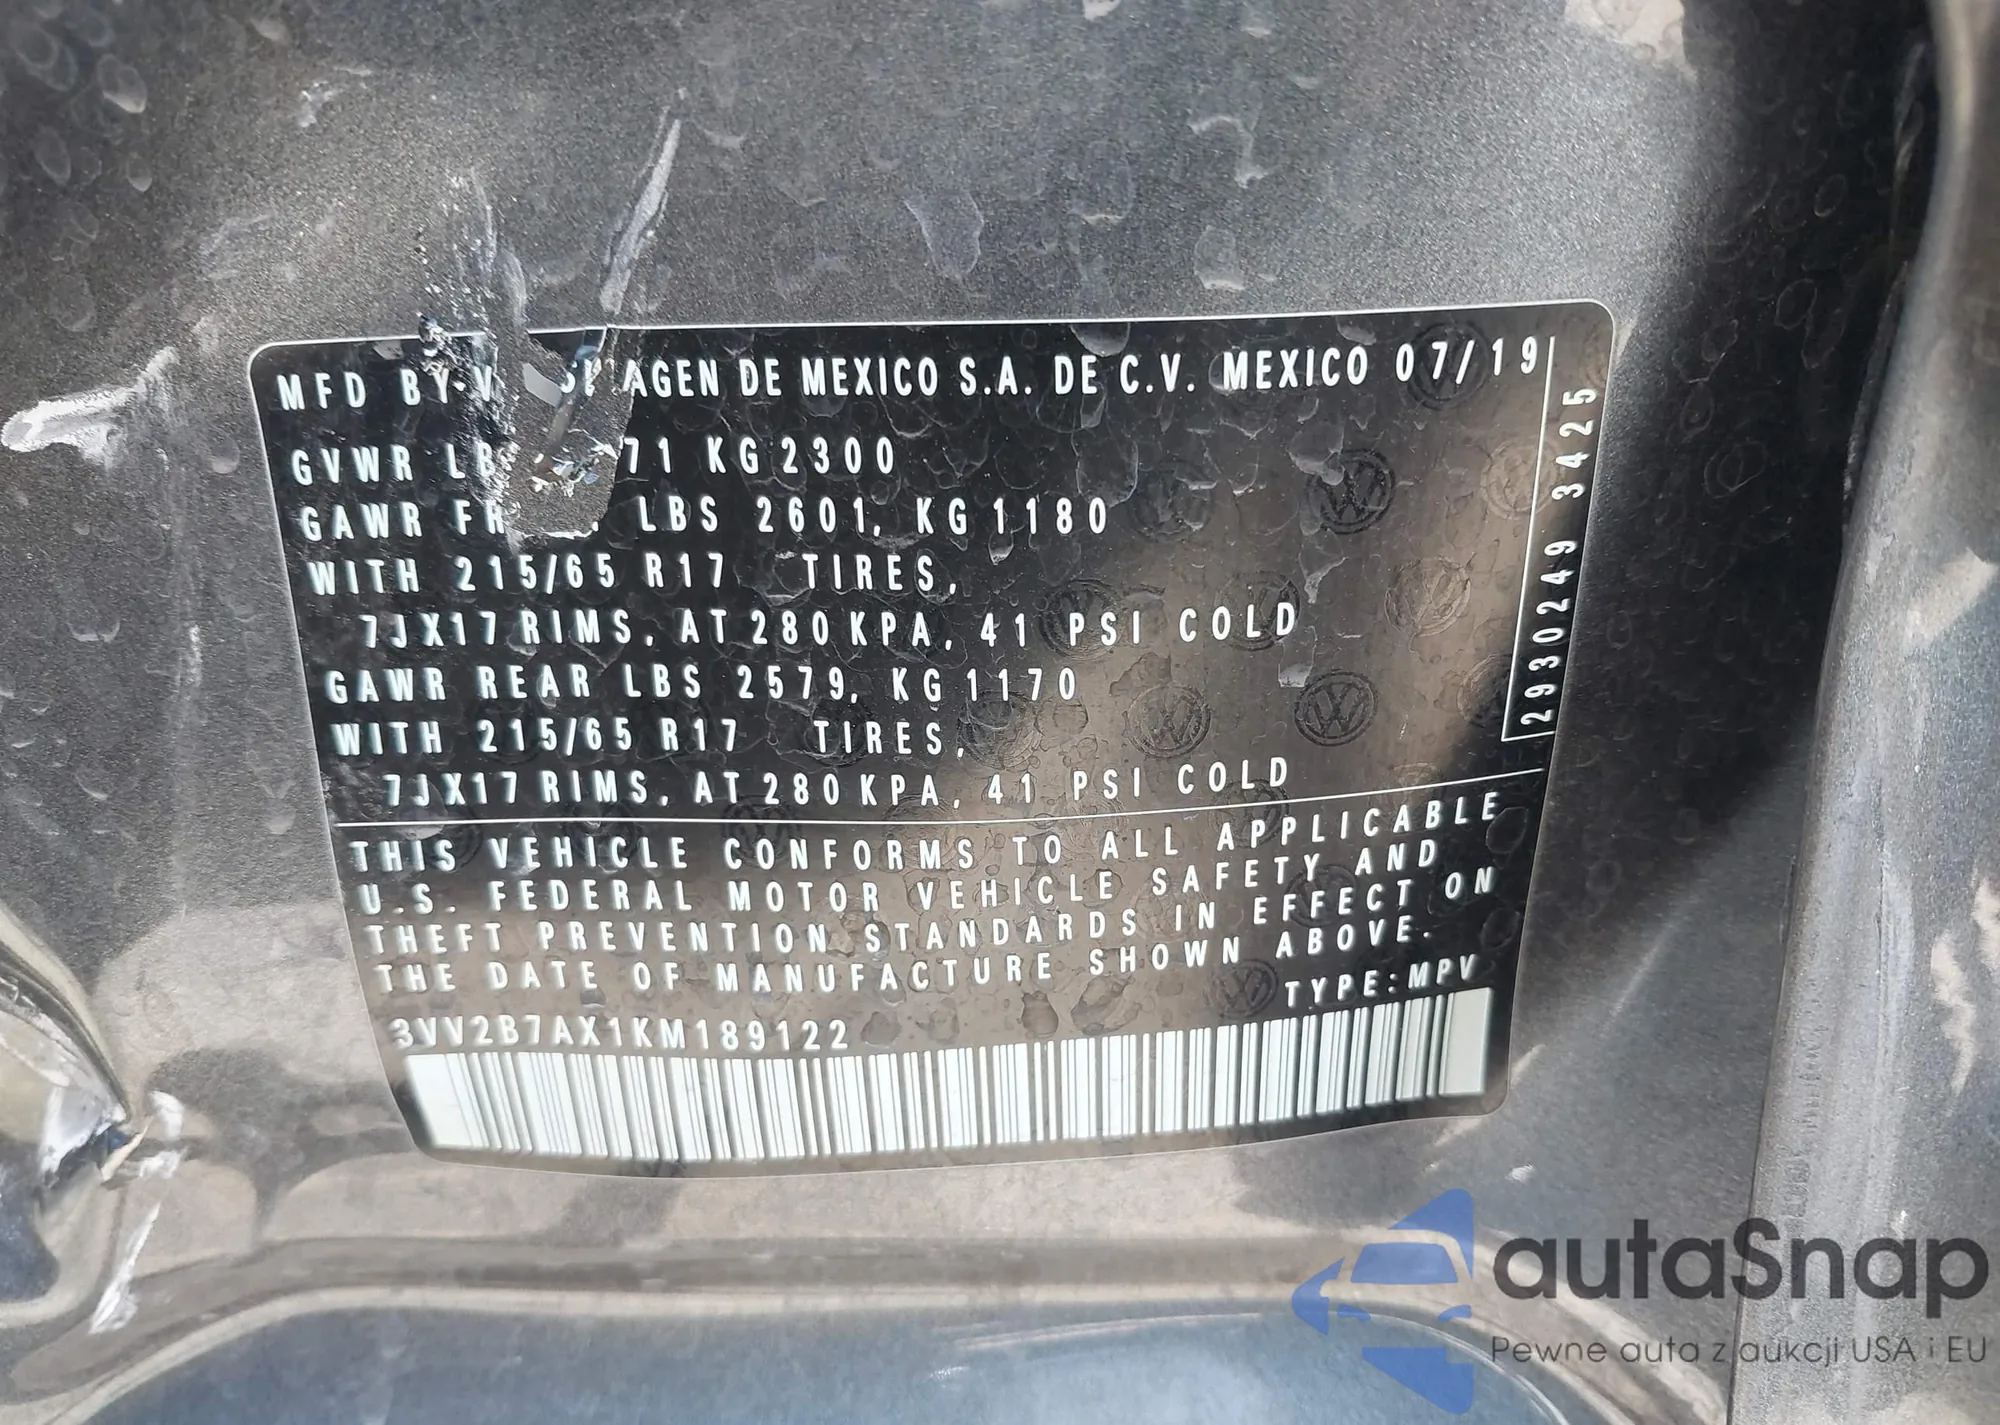 MFD BY AGEN DE MEXICO S.A. DE C.V. MEXICO 07/19
GVWR 71 KG 2300
GAWR LBS 2601, KG 1180
WITH 215/65 R17 TIRES,
7JX17 RIMS, AT 280 KPA, 41 PSI COLD
GAWR REAR LBS 2579, KG 1170
WITH 215/65 R17 TIRES,
7JX17 RIMS, AT 280 KPA, 41 PSI COLD
293 0249 3425
THIS VEHICLE CONFORMS TO ALL APPLICABLE
U.S. FEDERAL MOTOR VEHICLE SAFETY AND
THEFT PREVENTION STANDARDS IN EFFECT ON
THE DATE OF MANUFACTURE SHOWN ABOVE.
TYPE: MPV
3VV2B7AX1KM189122
autaSnap
Pewne auta z aukcji USA i EU